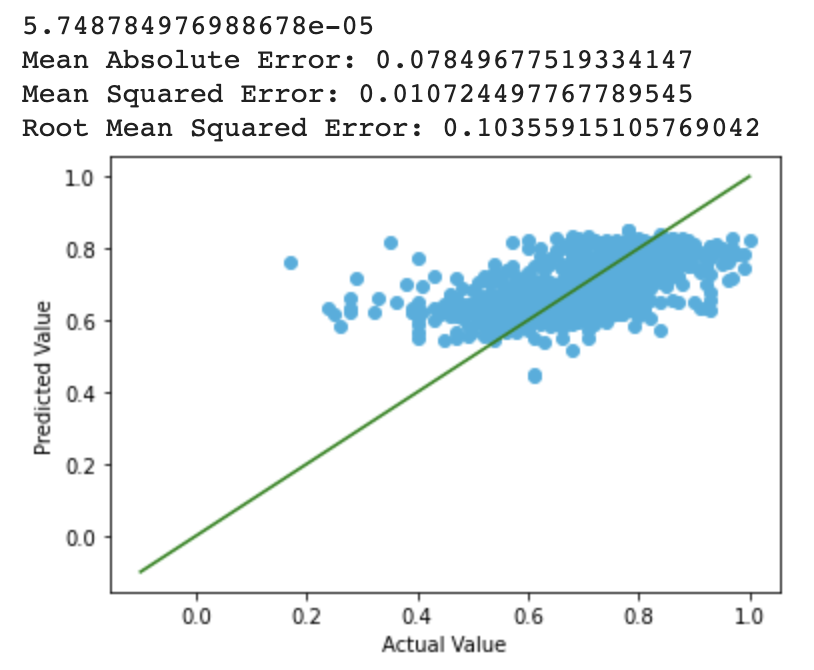 5.748784976988678e-05
Mean Absolute Error: 0.07849677519334147
Mean Squared Error: 0.010724497767789545
Root Mean Squared Error: 0.10355915105769042
1.0
0.8
0.6
0.4
0.2
0.0
Predicted Value
0.0 0.2 0.4 0.6 0.8 1.0
Actual Value